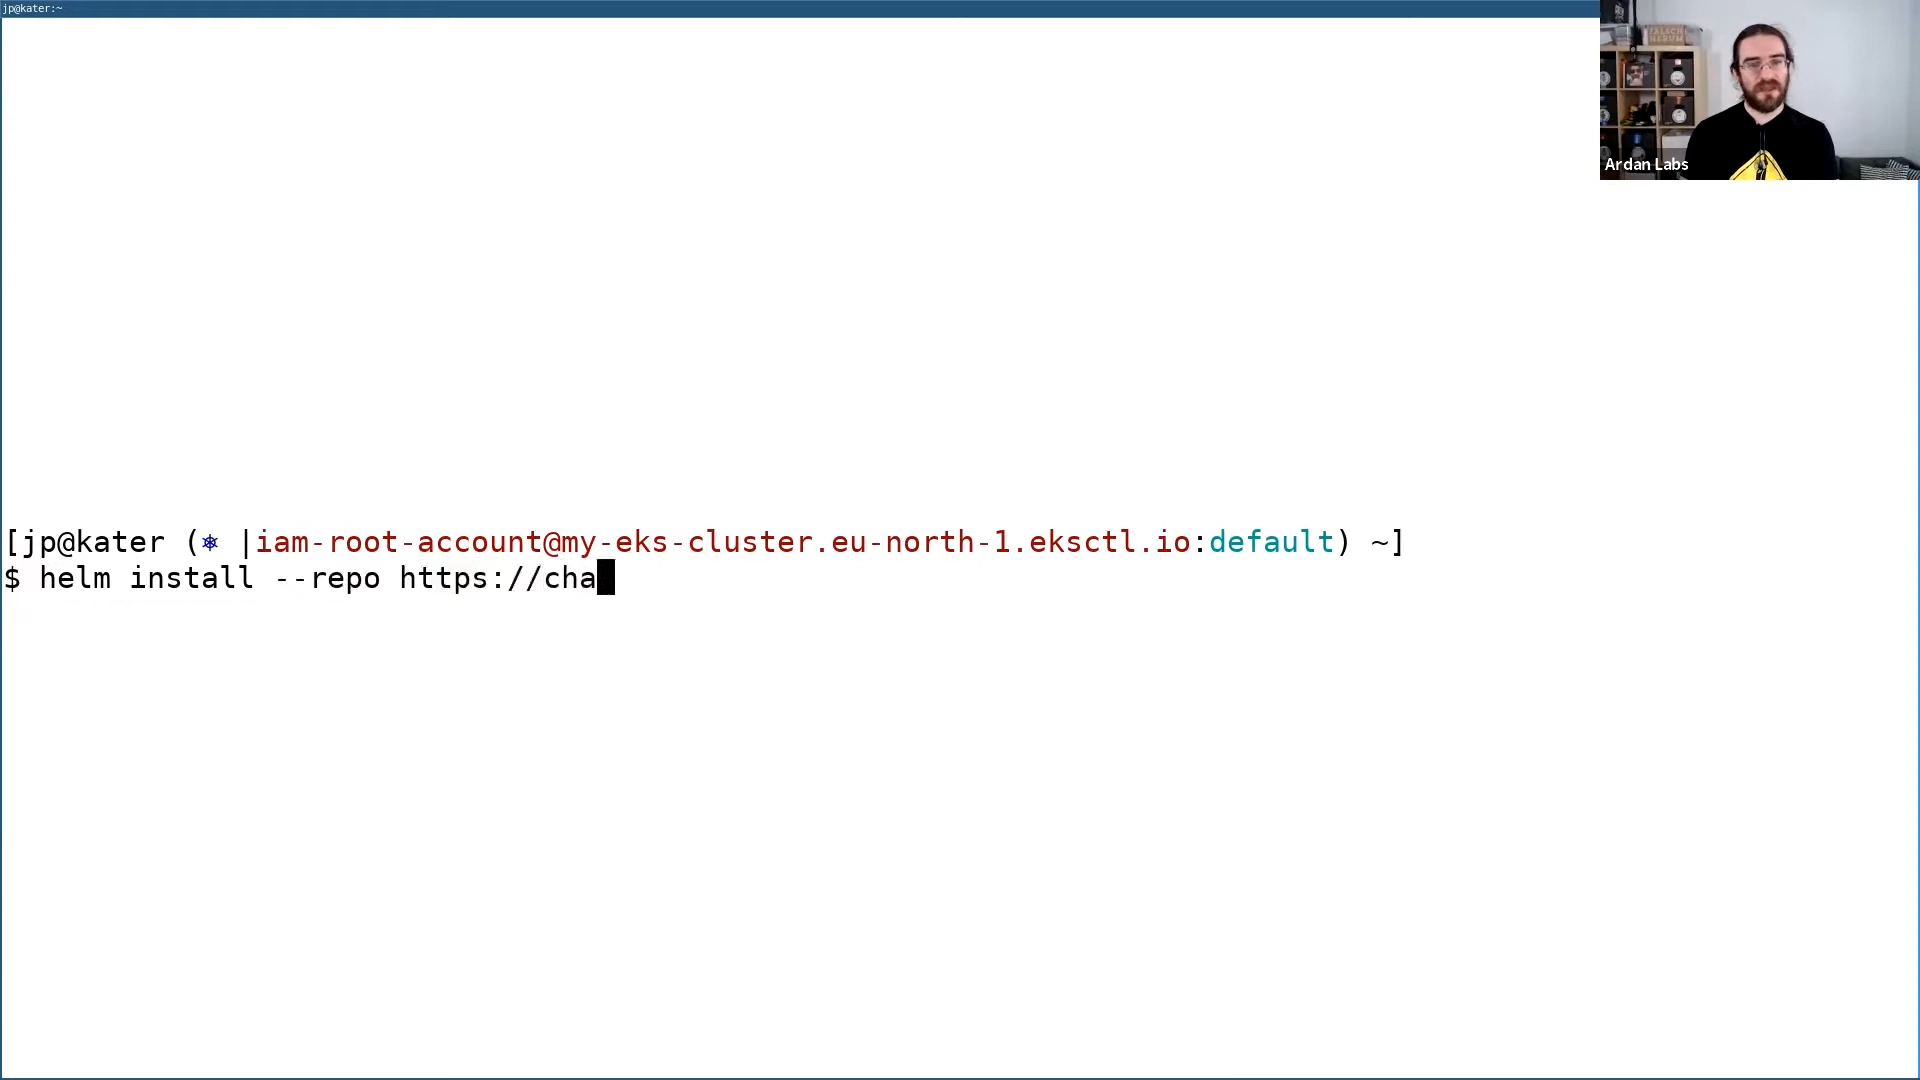 jp@kater:~
Ardan Labs
[jp@kater (⎈ |iam-root-account@my-eks-cluster.eu-north-1.eksctl.io:default) ~]
$ helm install --repo https://cha